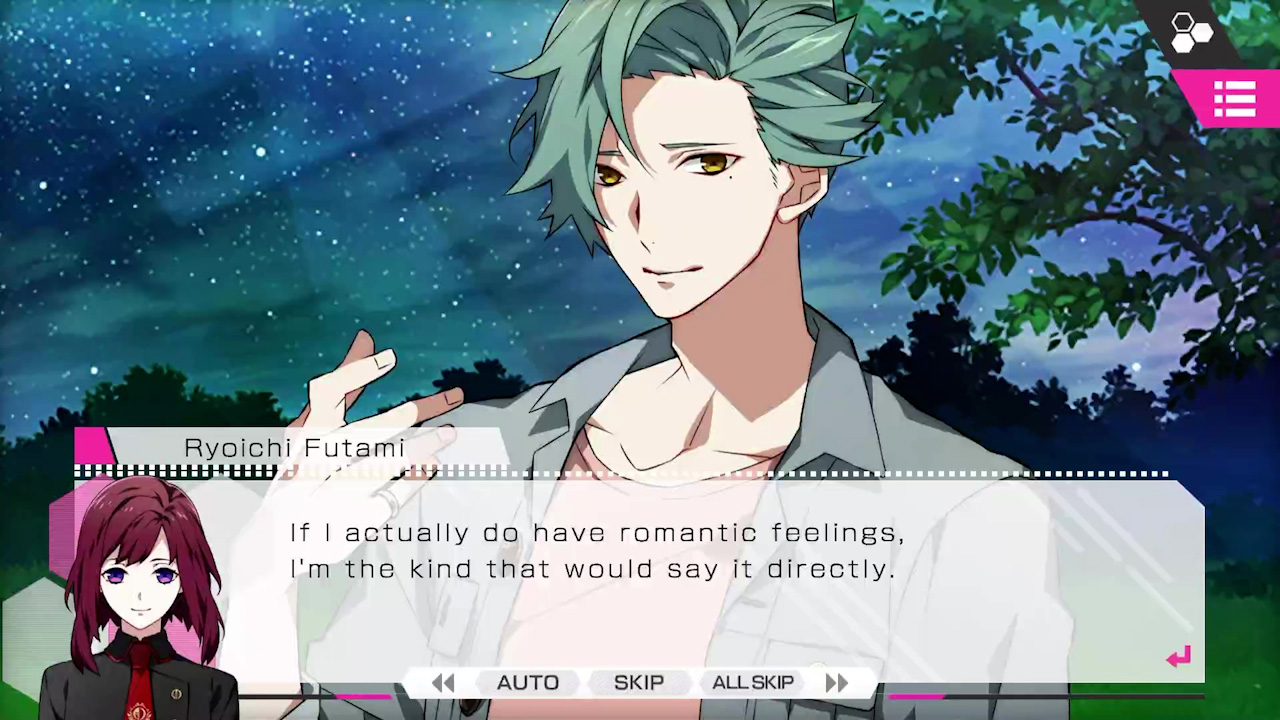 Ryoichi Futami
If I actually do have romantic feelings,
I'm the kind that would say it directly.
AUTO SKIP ALL SKIP